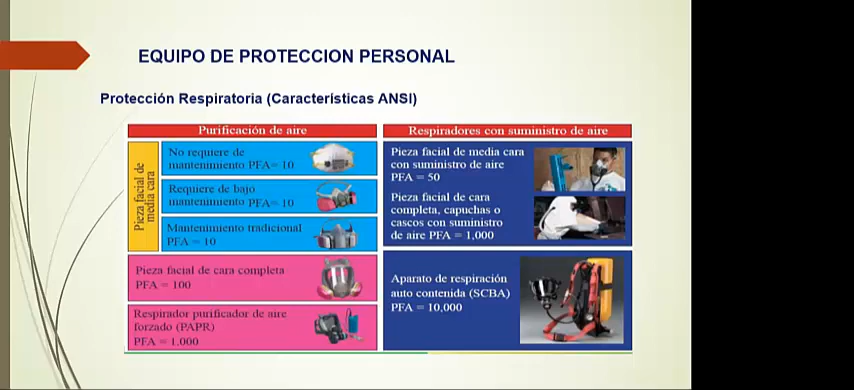 EQUIPO DE PROTECCION PERSONAL
Protección Respiratoria (Características ANSI)
Purificación de aire
Pieza facial de
media cara
No requiere de
mantenimiento PFA= 10
Requiere de bajo
mantenimiento PFA= 10
Mantenimiento tradicional
PFA = 10
Pieza facial de cara completa
PFA = 100
Respirador purificador de aire
forzado (PAPR)
PFA = 1,000
Respiradores con suministro de aire
Pieza facial de media cara
con suministro de aire
PFA = 50
Pieza facial de cara
completa, capuchas o
cascos con suministro
de aire PFA = 1,000
Aparato de respiración
auto contenida (SCBA)
PFA = 10,000